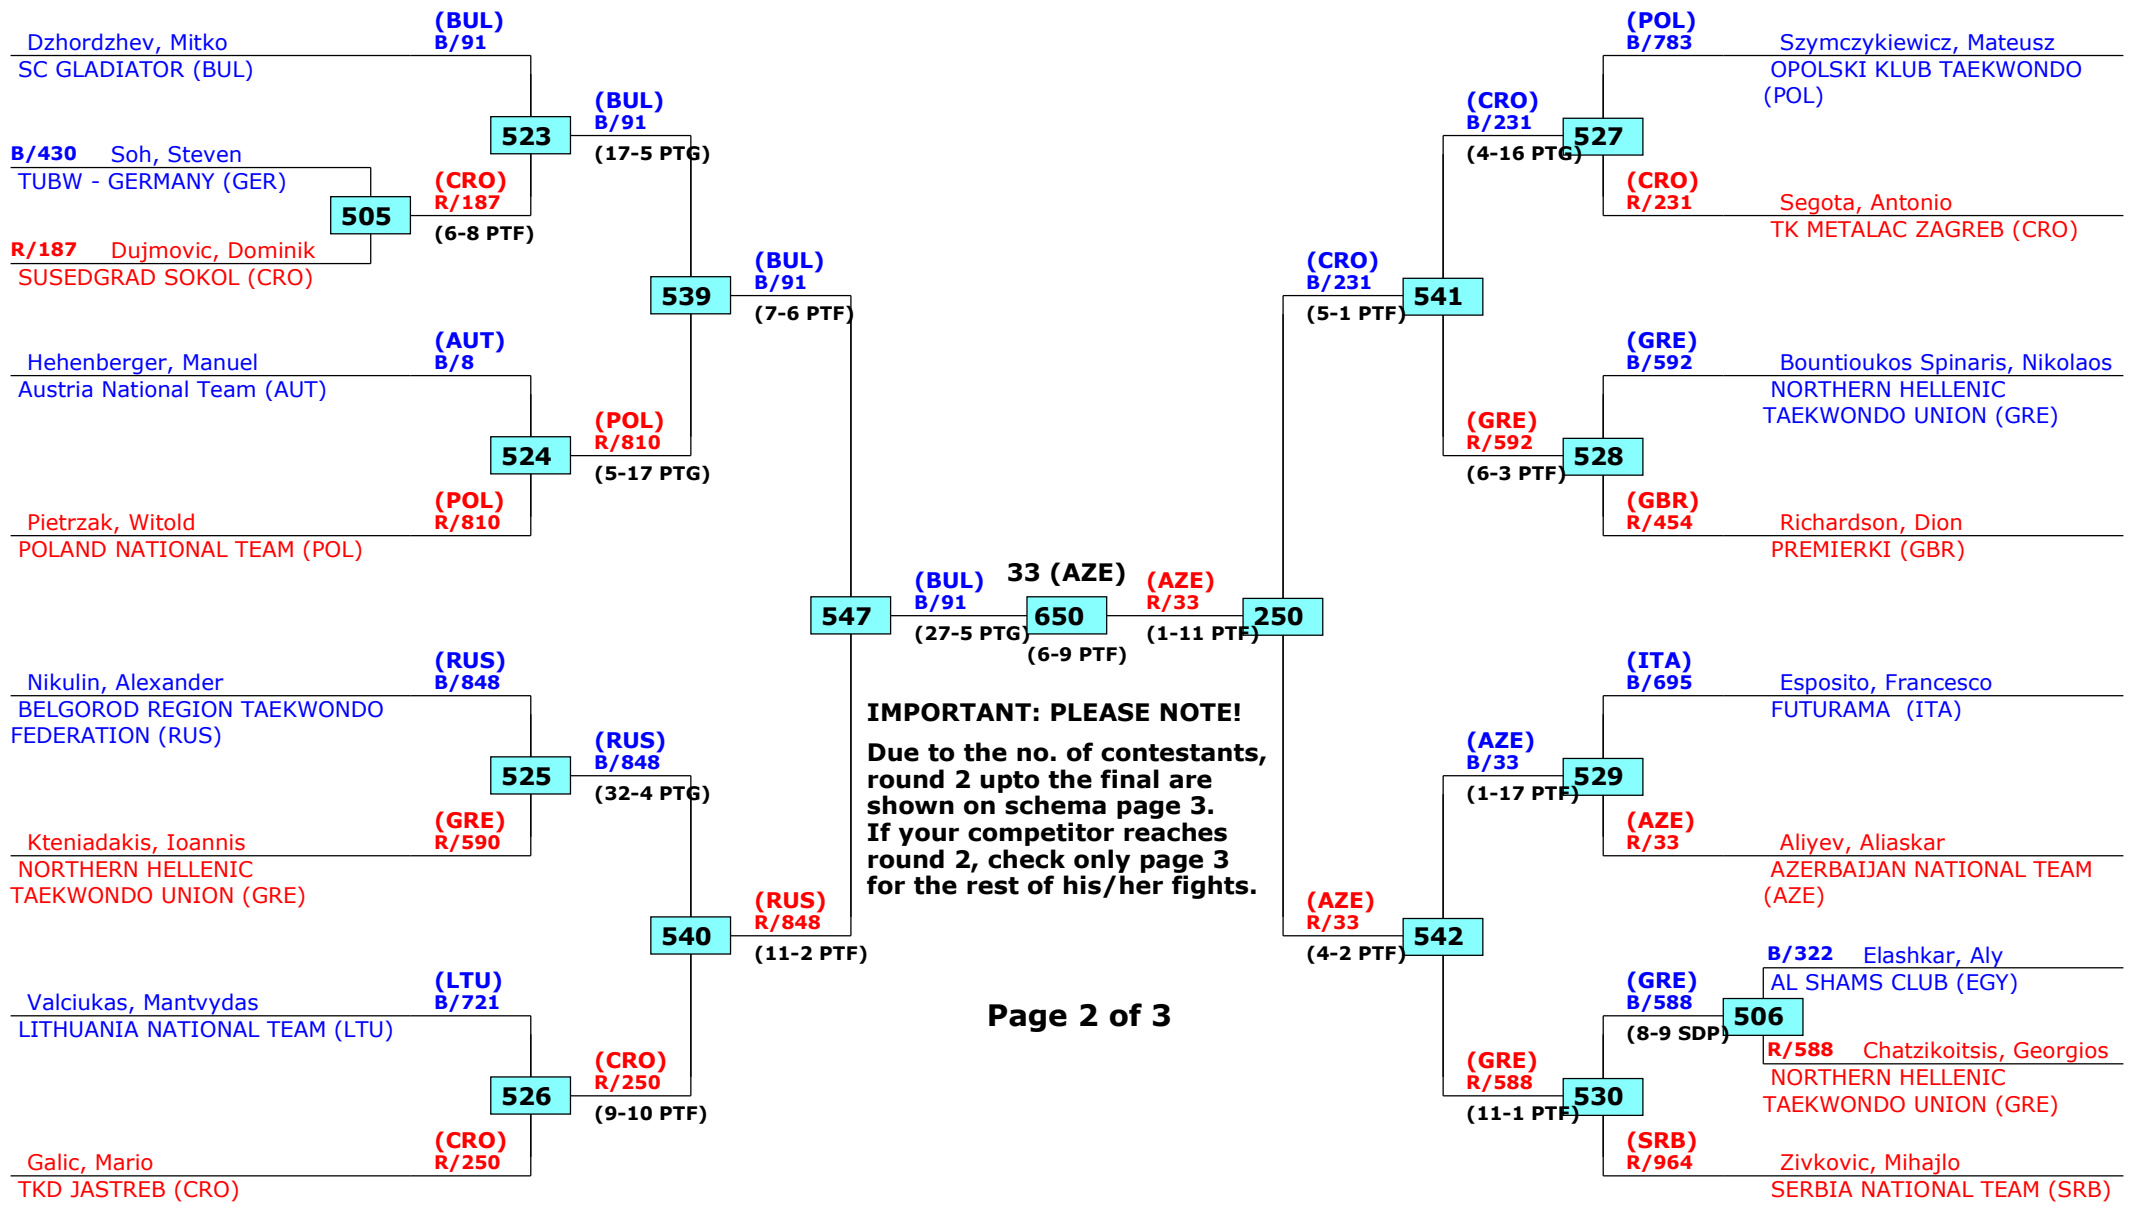 (BUL)
Dzhordzhev, Mitko B/91
SC GLADIATOR (BUL)
(BUL)
B/91
523
(17-5 PTG)
B/430 Soh, Steven
TUBW - GERMANY (GER)
(CRO)
R/187
505
(6-8 PTF)
R/187 Dujmovic, Dominik
SUSEDGRAD SOKOL (CRO)
(BUL)
B/91
539
(7-6 PTF)
(AUT)
Hehenberger, Manuel B/8
Austria National Team (AUT)
(POL)
R/810
524
(5-17 PTG)
(POL)
Pietrzak, Witold R/810
POLAND NATIONAL TEAM (POL)
547
(BUL)
B/91
(27-5 PTG)
33 (AZE)
650
(6-9 PTF)
(AZE)
R/33
(1-11 PTF)
250
(RUS)
Nikulin, Alexander B/848
BELGOROD REGION TAEKWONDO
FEDERATION (RUS)
(RUS)
B/848
525
(32-4 PTG)
(GRE)
Kteniadakis, Ioannis R/590
NORTHERN HELLENIC
TAEKWONDO UNION (GRE)
(RUS)
R/848
540
(11-2 PTF)
(LTU)
Valciukas, Mantvydas B/721
LITHUANIA NATIONAL TEAM (LTU)
(CRO)
R/250
526
(9-10 PTF)
(CRO)
Galic, Mario R/250
TKD JASTREB (CRO)
IMPORTANT: PLEASE NOTE!
Due to the no. of contestants,
round 2 upto the final are
shown on schema page 3.
If your competitor reaches
round 2, check only page 3
for the rest of his/her fights.
Page 2 of 3
(POL)
B/783 Szymczykiewicz, Mateusz
OPOLSKI KLUB TAEKWONDO
(POL)
(CRO)
B/231
527
(4-16 PTG)
(CRO)
R/231 Segota, Antonio
TK METALAC ZAGREB (CRO)
(CRO)
B/231
541
(5-1 PTF)
(GRE)
B/592 Bountioukos Spinaris, Nikolaos
NORTHERN HELLENIC
TAEKWONDO UNION (GRE)
(GRE)
R/592
528
(6-3 PTF)
(GBR)
R/454 Richardson, Dion
PREMIERKI (GBR)
(ITA)
B/695 Esposito, Francesco
FUTURAMA (ITA)
(AZE)
B/33
529
(1-17 PTF)
(AZE)
R/33 Aliyev, Aliaskar
AZERBAIJAN NATIONAL TEAM
(AZE)
(AZE)
R/33
542
(4-2 PTF)
B/322 Elashkar, Aly
AL SHAMS CLUB (EGY)
(GRE)
B/588
506
(8-9 SDP)
R/588 Chatzikoitsis, Georgios
NORTHERN HELLENIC
TAEKWONDO UNION (GRE)
(GRE)
R/588
530
(11-1 PTF)
(SRB)
R/964 Zivkovic, Mihajlo
SERBIA NATIONAL TEAM (SRB)